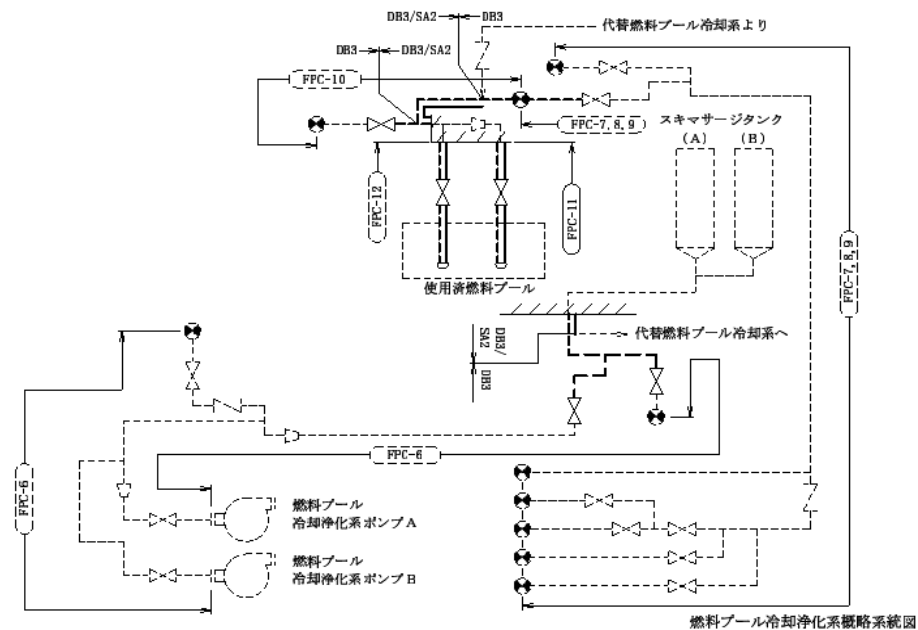 DB3/SA2
DB3
代替燃料プール冷却系より
DB3
DB3/SA2
FPC-10
FPC-7, 8, 9
スキマサージタンク
(A)
(B)
FPC-12
FPC-11
FPC-7, 8, 9
使用済燃料プール
DB3/
SA2
DB3
代替燃料プール冷却系へ
FPC-6
FPC-6
燃料プール
冷却浄化系ポンプA
燃料プール
冷却浄化系ポンプB
燃料プール冷却浄化系概略系統図